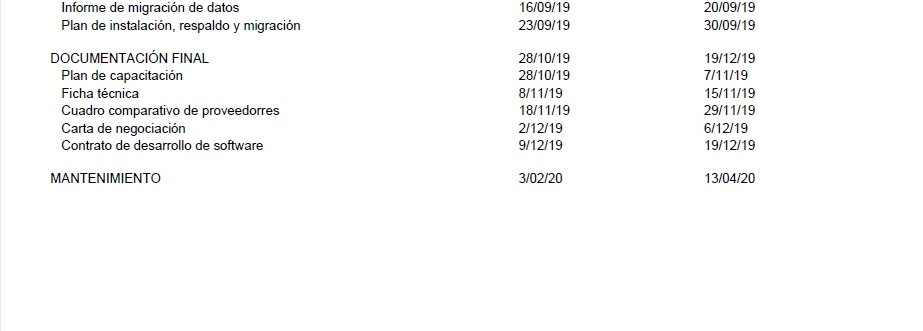 Informe de migración de datos 16/09/19 20/09/19
Plan de instalación, respaldo y migración 23/09/19 30/09/19
DOCUMENTACIÓN FINAL 28/10/19 19/12/19
Plan de capacitación 28/10/19 7/11/19
Ficha técnica 8/11/19 15/11/19
Cuadro comparativo de proveedorres 18/11/19 29/11/19
Carta de negociación 2/12/19 6/12/19
Contrato de desarrollo de software 9/12/19 19/12/19
MANTENIMIENTO 3/02/20 13/04/20